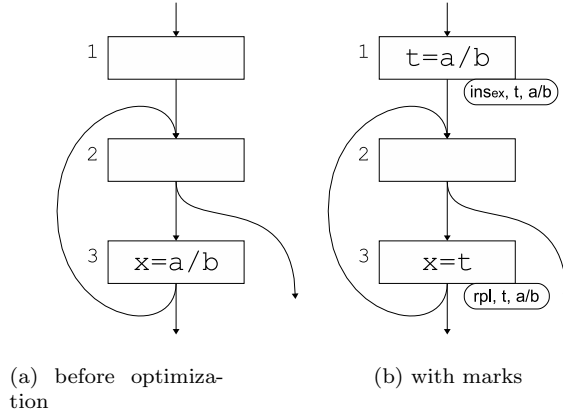 1
2
3 x=a/b
(a) before optimiza-
tion
1 t=a/b
insex, t, a/b
2
3 x=t
rpl, t, a/b
(b) with marks